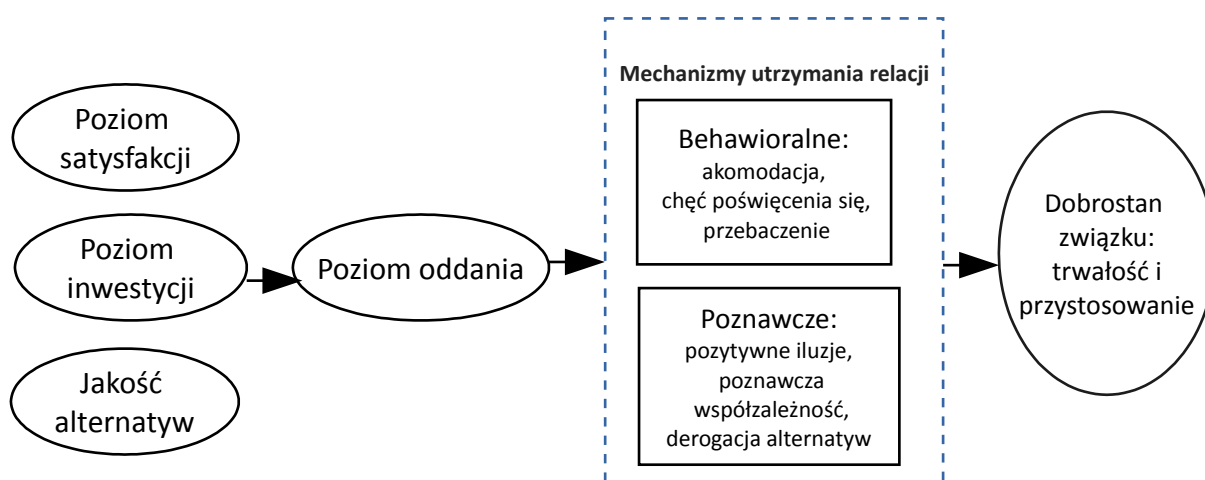 Poziom
satysfakcji
Poziom
inwestycji
Jakość
alternatyw
Poziom oddania
Mechanizmy utrzymania relacji
Behawioralne:
akomodacja,
chęć poświęcenia się,
przebaczenie
Poznawcze:
pozytywne iluzje,
poznawcza
współzależność,
derogacja alternatyw
Dobrostan
związku:
trwałość i
przystosowanie